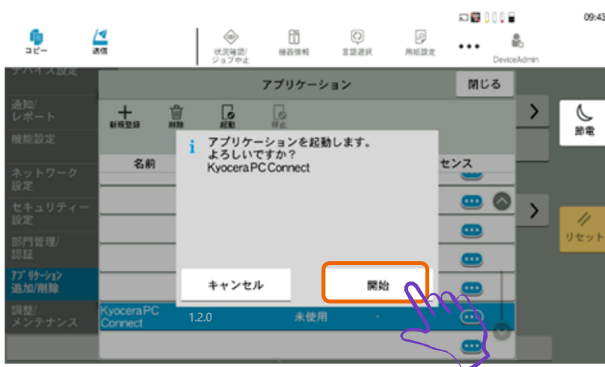 09:43
コピー
送信
状況確認/
ジョブ中止
機器情報
言語選択
用紙設定
DeviceAdmin
デバイス設定
アプリケーション
閉じる
通知/
レポート
新規登録
削除
起動
停止
節電
機能設定
アプリケーションを起動します。
よろしいですか?
Kyocera PC Connect
名前
センス
ネットワーク
設定
セキュリティー
設定
リセット
部門管理/
認証
アプリケーション
追加/削除
キャンセル
開始
調整/
メンテナンス
Kyocera PC
Connect
1.2.0
未使用
-